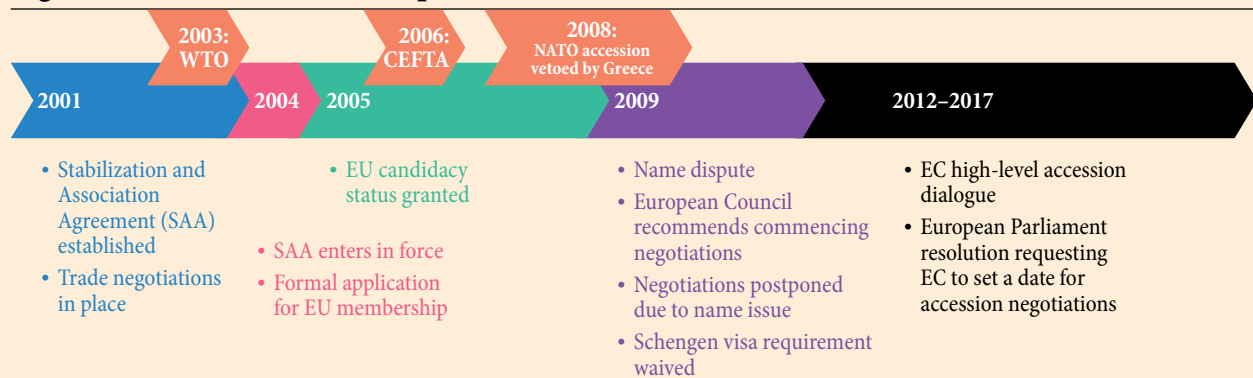 2003:
WTO
2006:
CEFTA
2008:
NATO accession
vetoed by Greece
2001
2004
2005
2009
2012–2017
• Stabilization and
Association
Agreement (SAA)
established
• Trade negotiations
in place
• SAA enters in force
• Formal application
for EU membership
• EU candidacy
status granted
• Name dispute
• European Council
recommends commencing
negotiations
• Negotiations postponed
due to name issue
• Schengen visa requirement
waived
• EC high-level accession
dialogue
• European Parliament
resolution requesting
EC to set a date for
accession negotiations